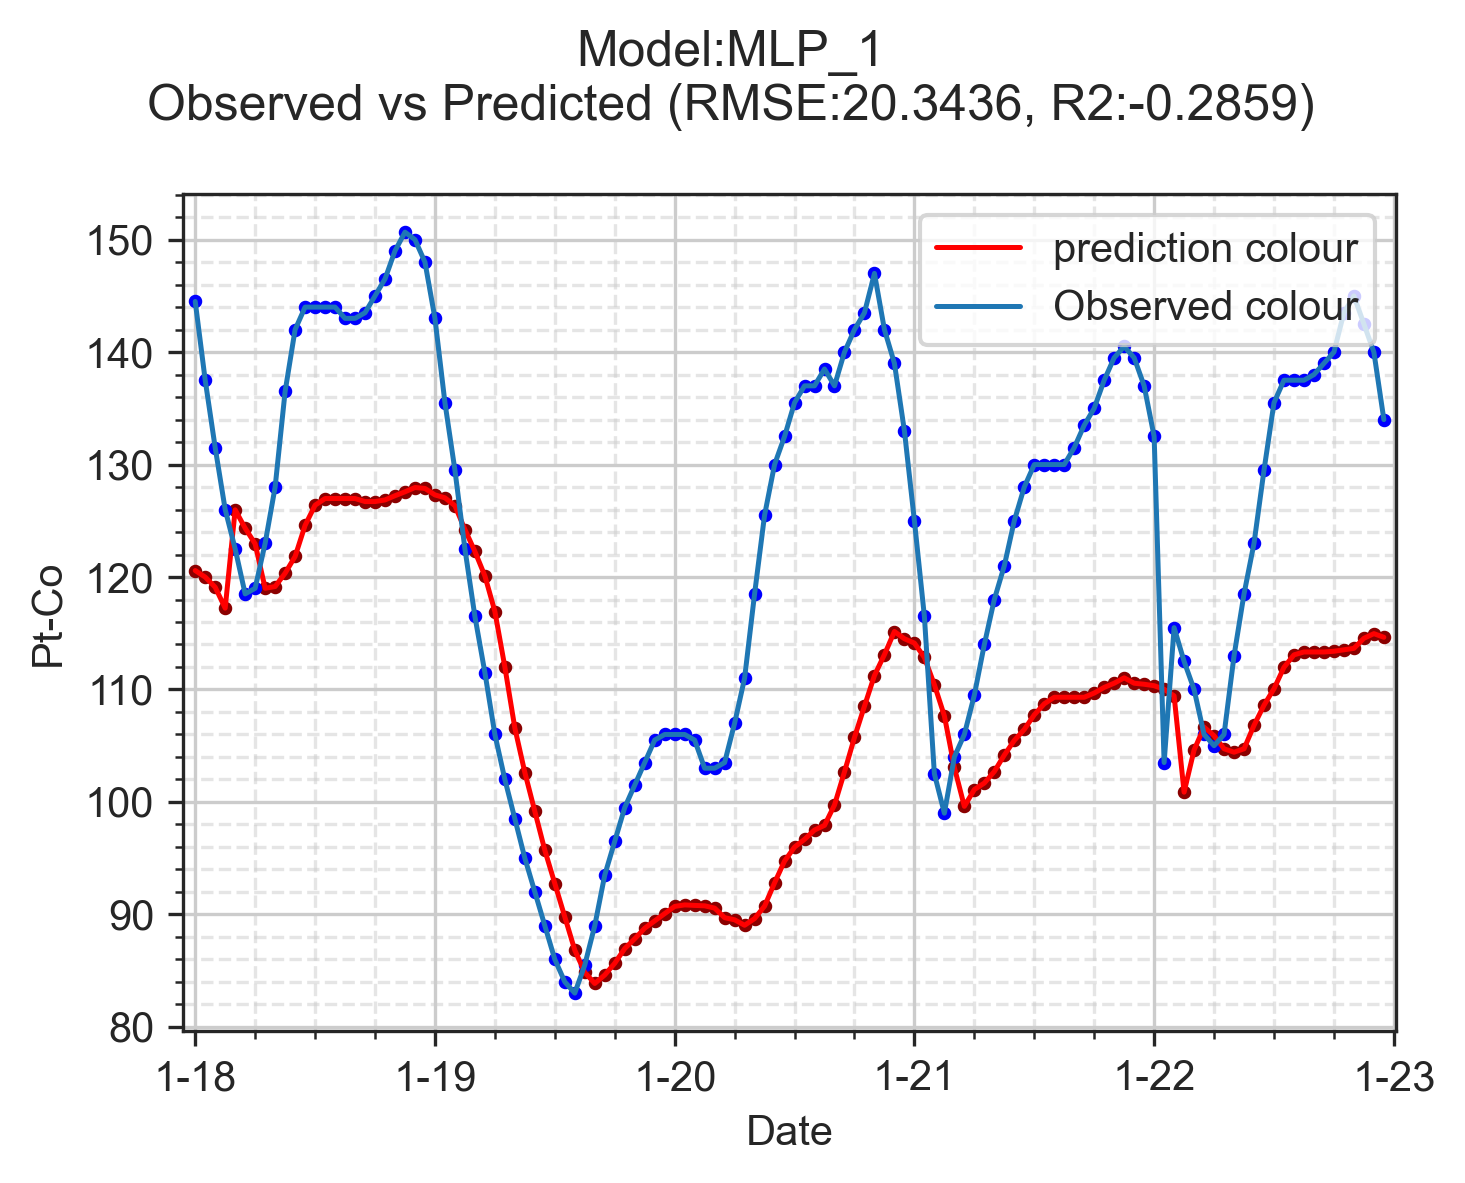 Model:MLP_1
Observed vs Predicted (RMSE:20.3436, R2:-0.2859)
prediction colour
Observed colour
150
140
130
120
110
100
90
80
Pt-Co
1-18
1-19
1-20
1-21
1-22
1-23
Date